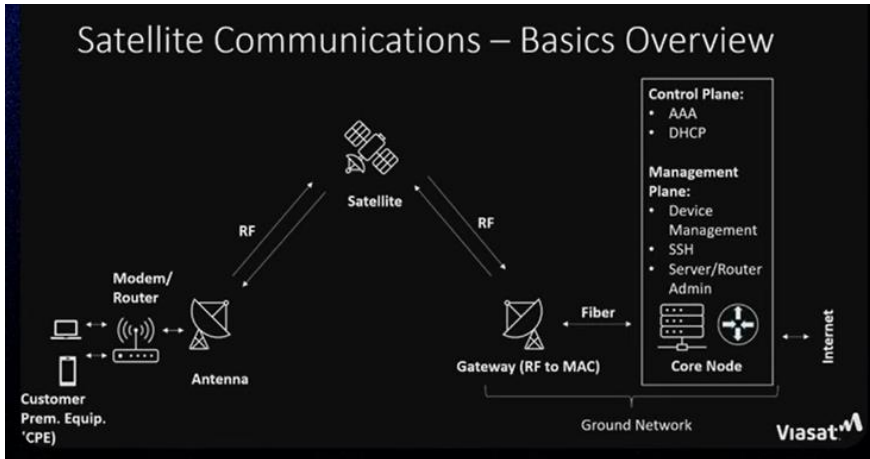 Satellite Communications – Basics Overview
Control Plane:
• AAA
• DHCP
Management
Plane:
• Device
Management
• SSH
• Server/Router
Admin
Satellite
RF
RF
Modem/
Router
Fiber
Internet
Antenna
Gateway (RF to MAC)
Core Node
Customer
Prem. Equip.
'CPE)
Ground Network
Viasat